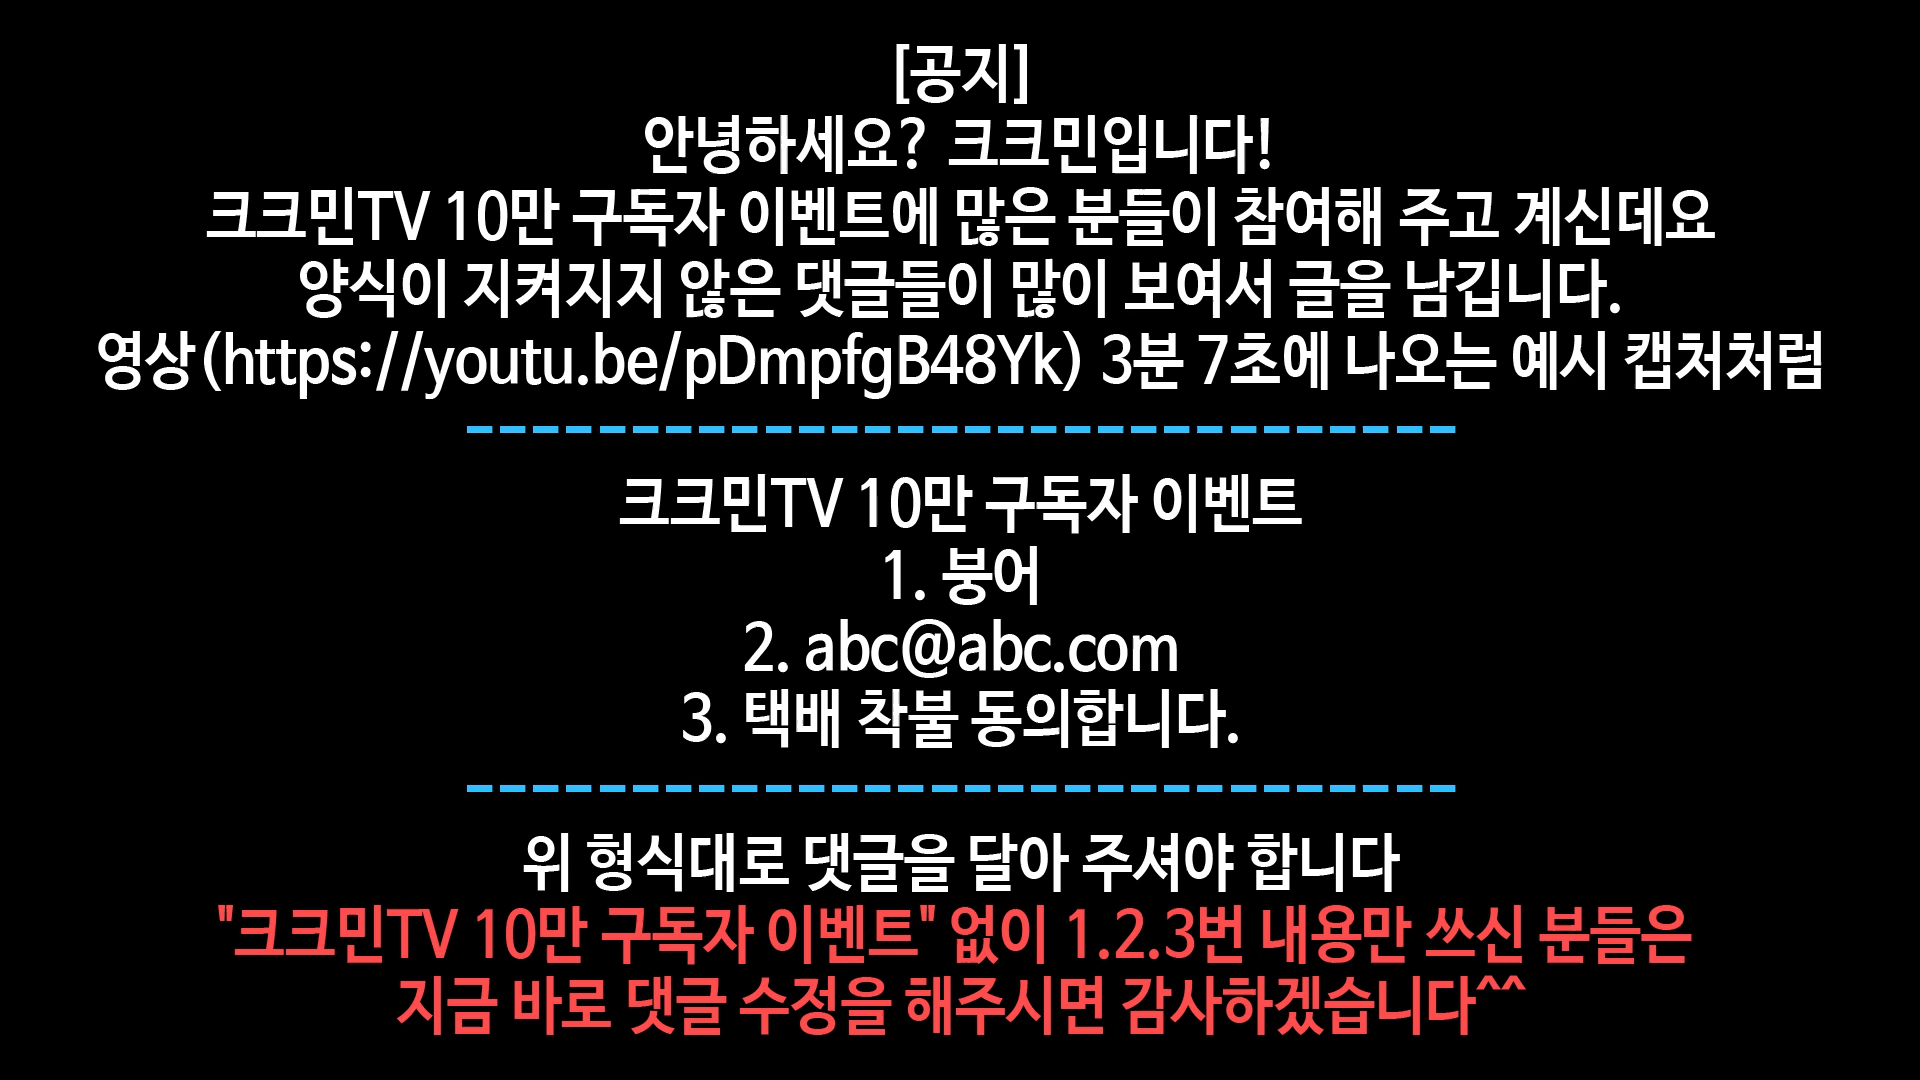 [공지]
안녕하세요? 크크민입니다!
크크민TV 10만 구독자 이벤트에 많은 분들이 참여해 주고 계신데요
양식이 지켜지지 않은 댓글들이 많이 보여서 글을 남깁니다.
영상(https://youtu.be/pDmpfgB48Yk) 3분 7초에 나오는 예시 캡처처럼
------------------------------
크크민TV 10만 구독자 이벤트
1. 붕어
2. abc@abc.com
3. 택배 착불 동의합니다.
------------------------------
위 형식대로 댓글을 달아 주셔야 합니다
"크크민TV 10만 구독자 이벤트" 없이 1.2.3번 내용만 쓰신 분들은
지금 바로 댓글 수정을 해주시면 감사하겠습니다^^